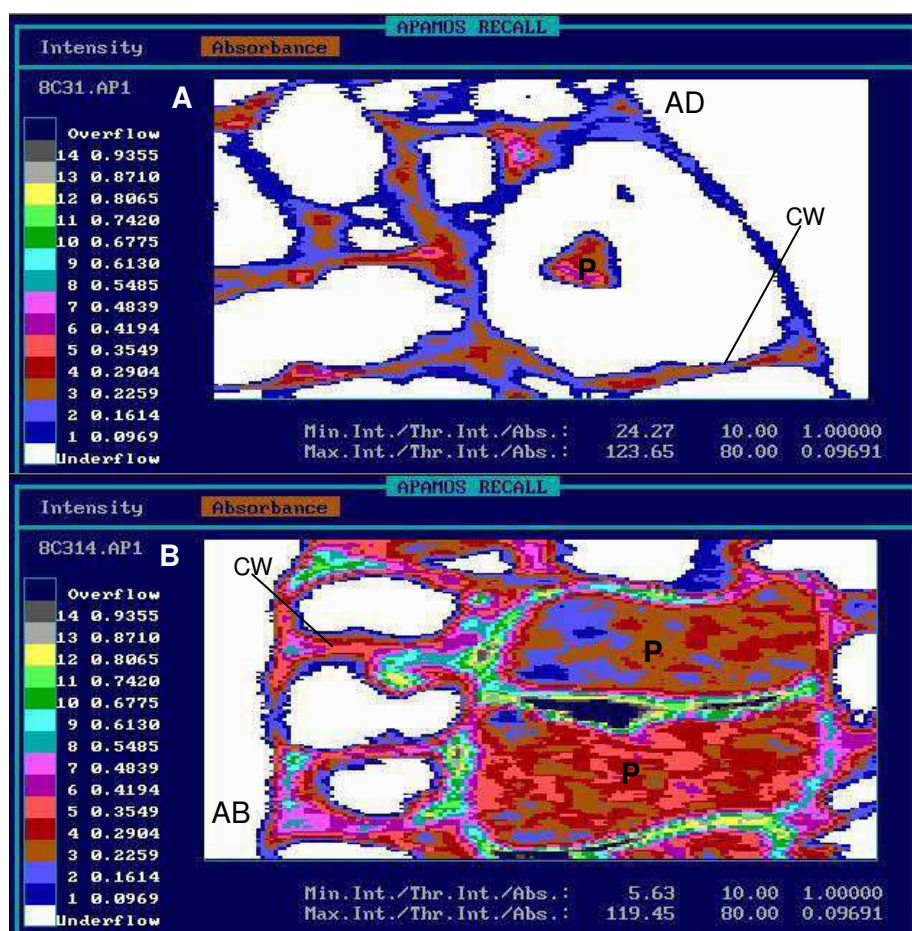 APAMOS RECALL
Intensity Absorbance
8C31.AP1
A
AD
CW
P
Overflow
14 0.9355
13 0.8710
12 0.8065
11 0.7420
10 0.6775
9 0.6130
8 0.5485
7 0.4839
6 0.4194
5 0.3549
4 0.2904
3 0.2259
2 0.1614
1 0.0969
Underflow
Min.Int./Thr.Int./Abs.: 24.27 10.00 1.00000
Max.Int./Thr.Int./Abs.: 123.65 80.00 0.09691
APAMOS RECALL
Intensity Absorbance
8C314.AP1
B
CW
P
P
AB
Overflow
14 0.9355
13 0.8710
12 0.8065
11 0.7420
10 0.6775
9 0.6130
8 0.5485
7 0.4839
6 0.4194
5 0.3549
4 0.2904
3 0.2259
2 0.1614
1 0.0969
Underflow
Min.Int./Thr.Int./Abs.: 5.63 10.00 1.00000
Max.Int./Thr.Int./Abs.: 119.45 80.00 0.09691